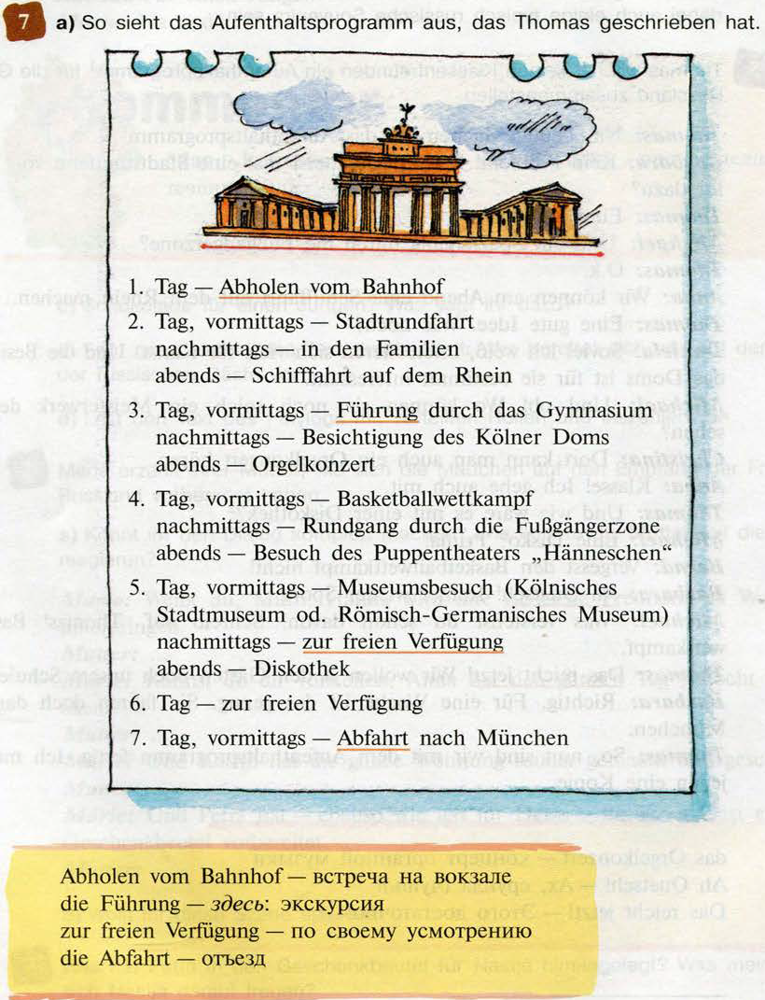 7 a) So sieht das Aufenthaltsprogramm aus, das Thomas geschrieben hat.
1. Tag — Abholen vom Bahnhof
2. Tag, vormittags — Stadtrundfahrt
nachmittags — in den Familien
abends — Schifffahrt auf dem Rhein
3. Tag, vormittags — Führung durch das Gymnasium
nachmittags — Besichtigung des Kölner Doms
abends — Orgelkonzert
4. Tag, vormittags — Basketballwettkampf
nachmittags — Rundgang durch die Fußgängerzone
abends — Besuch des Puppentheaters „Hänneschen“
5. Tag, vormittags — Museumsbesuch (Kölnisches
Stadtmuseum od. Römisch-Germanisches Museum)
nachmittags — zur freien Verfügung
abends — Diskothek
6. Tag — zur freien Verfügung
7. Tag, vormittags — Abfahrt nach München
Abholen vom Bahnhof — встреча на вокзале
die Führung — здесь: экскурсия
zur freien Verfügung — по своему усмотрению
die Abfahrt — отъезд